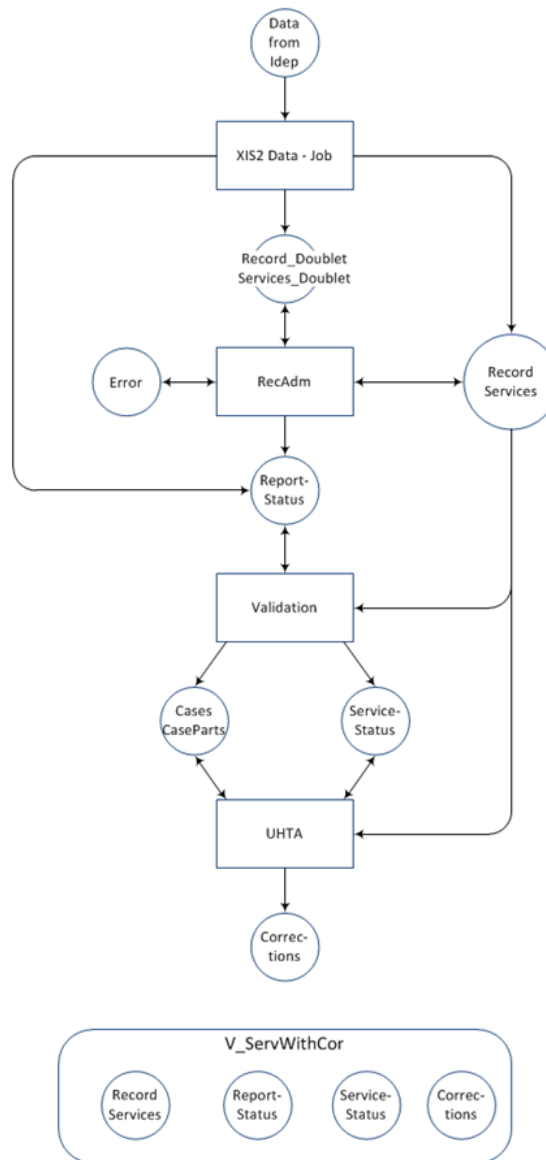 Data
from
Idep
XIS2 Data - Job
Record_Doublet
Services_Doublet
Error
RecAdm
Record
Services
Report-
Status
Validation
Cases
CaseParts
Service-
Status
UHTA
Correc-
tions
V_ServWithCor
Record
Services
Report-
Status
Service-
Status
Correc-
tions